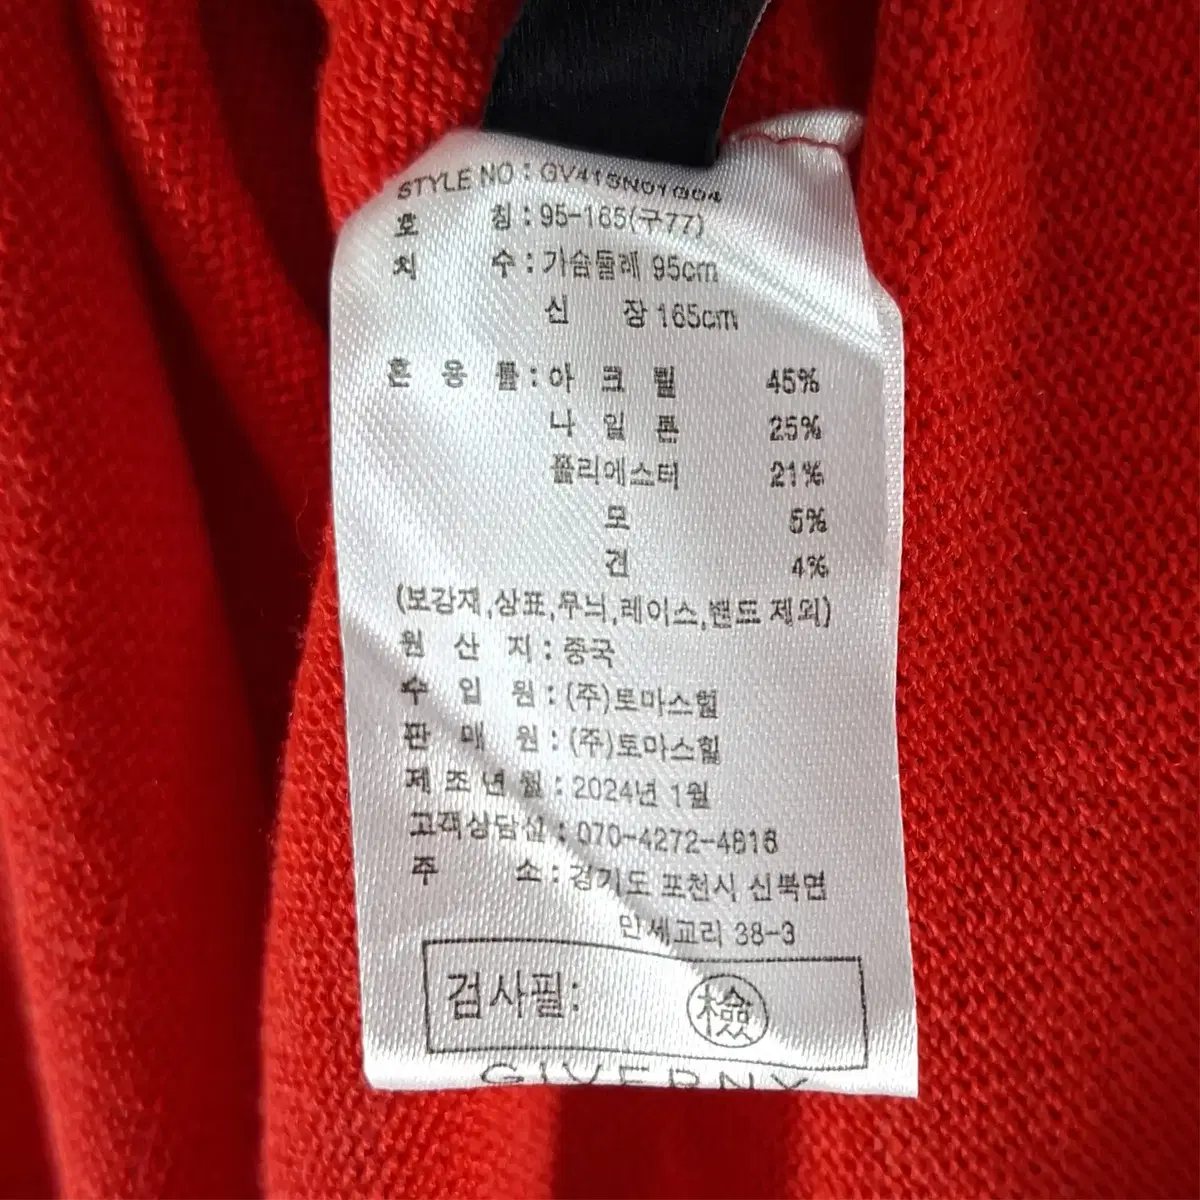 STYLE NO : GV41SN01G04
호 칭 : 95-165(구77)
치 수 : 가슴둘레 95cm
신 장 165cm
혼 용 률 : 아 크 릴 45%
나 일 론 25%
폴리에스터 21%
모 5%
견 4%
(보강재,상표,무늬,레이스,밴드 제외)
원 산 지 : 중국
수 입 원 : (주)토마스힐
판 매 원 : (주)토마스힐
제 조 년 월 : 2024년 1월
고객상담실 : 070-4272-4818
주 소 : 경기도 포천시 신북면
만세교리 38-3
검사필: 檢
GIVERNY